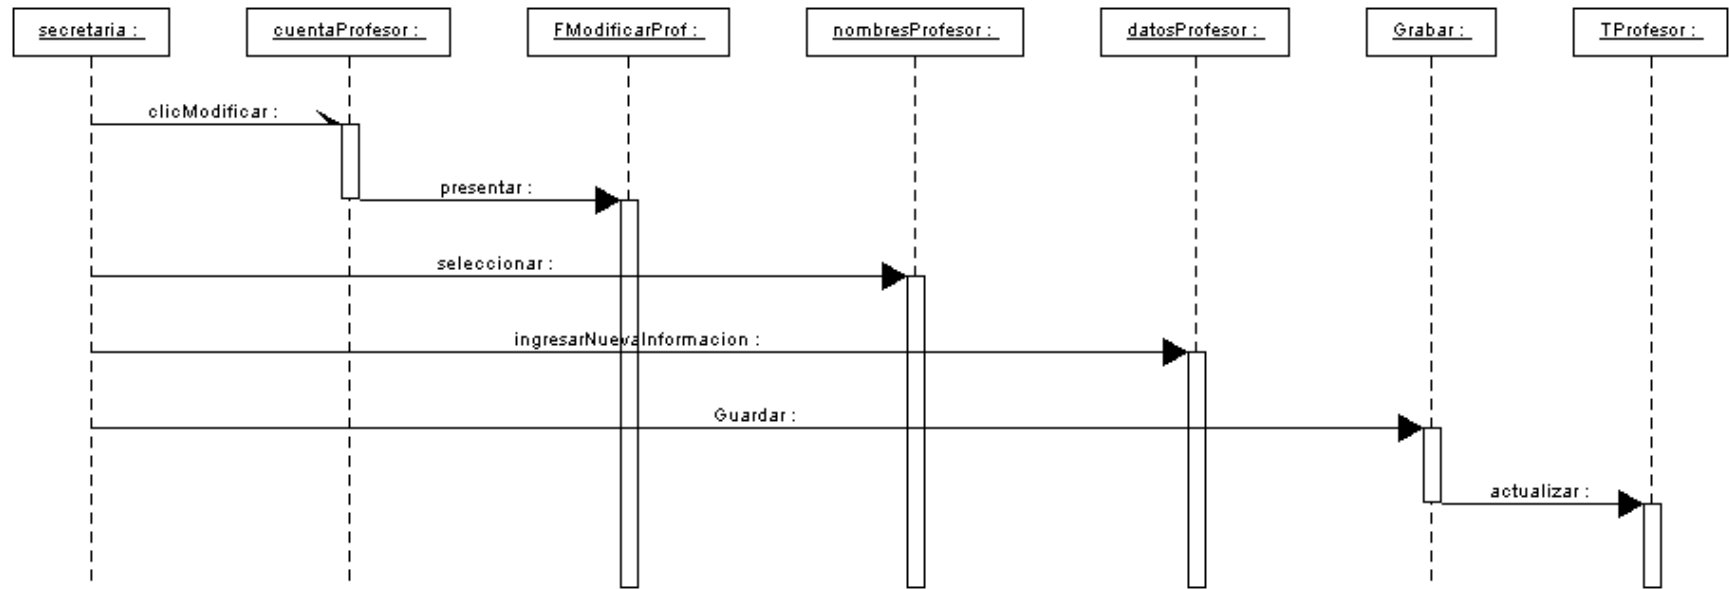 secretaria :
cuentaProfesor :
FModificarProf :
nombresProfesor :
datosProfesor :
Grabar :
TProfesor :
clicModificar :
presentar :
seleccionar :
ingresarNuevaInformacion :
Guardar :
actualizar :